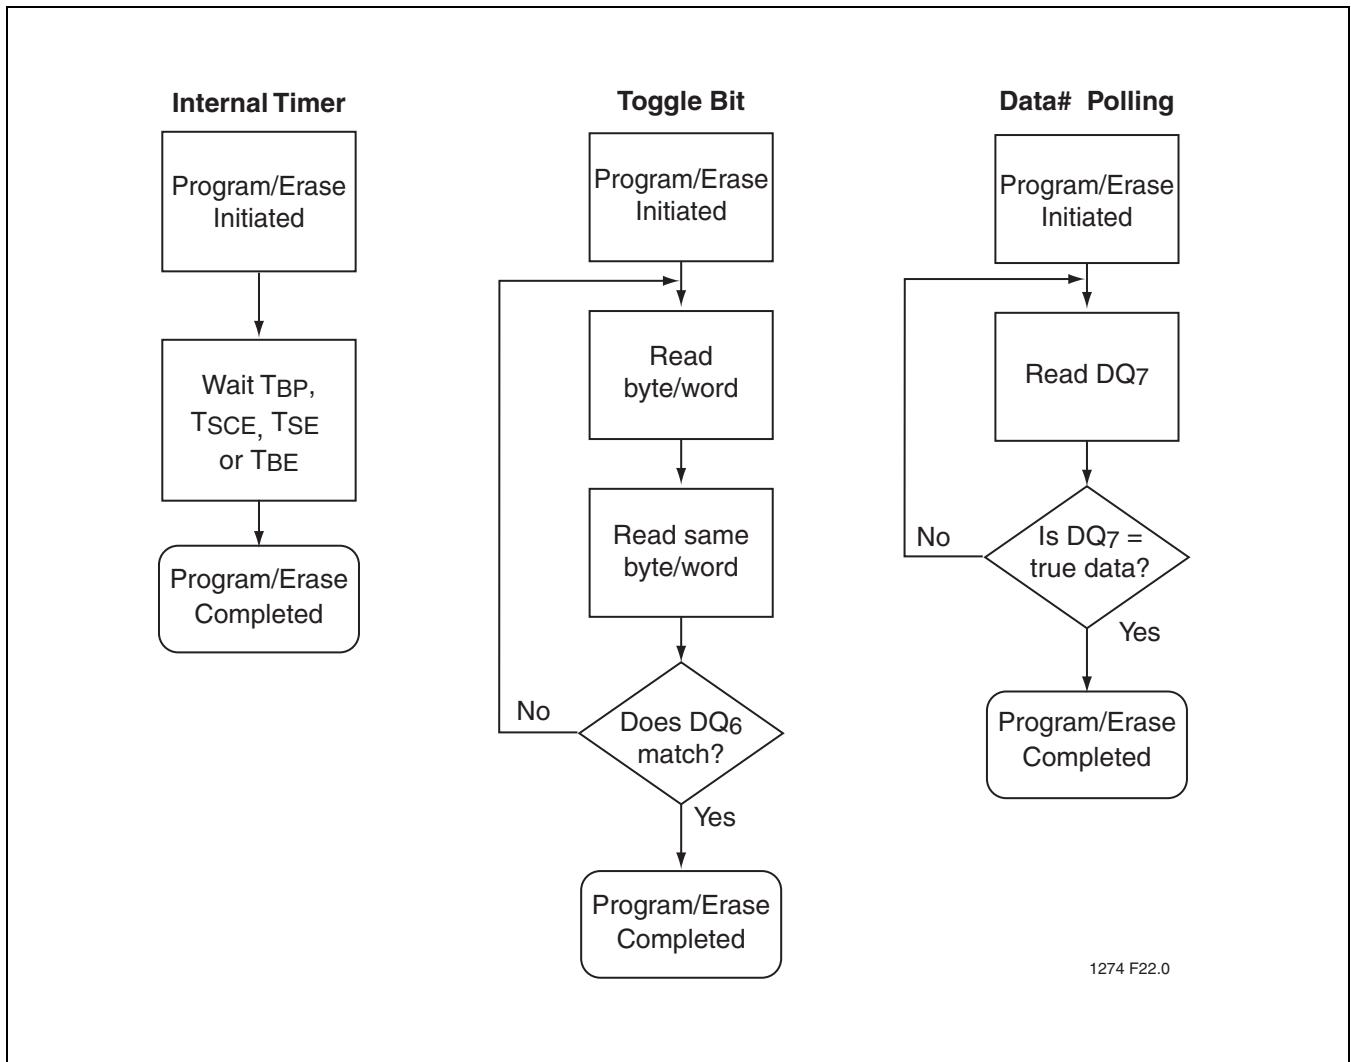 Internal Timer
Program/Erase
Initiated
Wait TBP,
TSCE, TSE
or TBE
Program/Erase
Completed
Toggle Bit
Program/Erase
Initiated
Read
byte/word
Read same
byte/word
No
Does DQ6
match?
Yes
Program/Erase
Completed
Data# Polling
Program/Erase
Initiated
Read DQ7
No
Is DQ7 =
true data?
Yes
Program/Erase
Completed
1274 F22.0